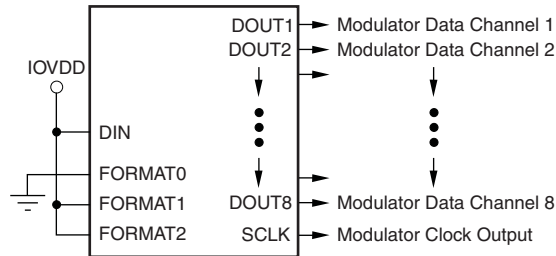 DOUT1 Modulator Data Channel 1
DOUT2 Modulator Data Channel 2
IOVDD
DIN
FORMAT0
FORMAT1 DOUT8 Modulator Data Channel 8
FORMAT2 SCLK Modulator Clock Output